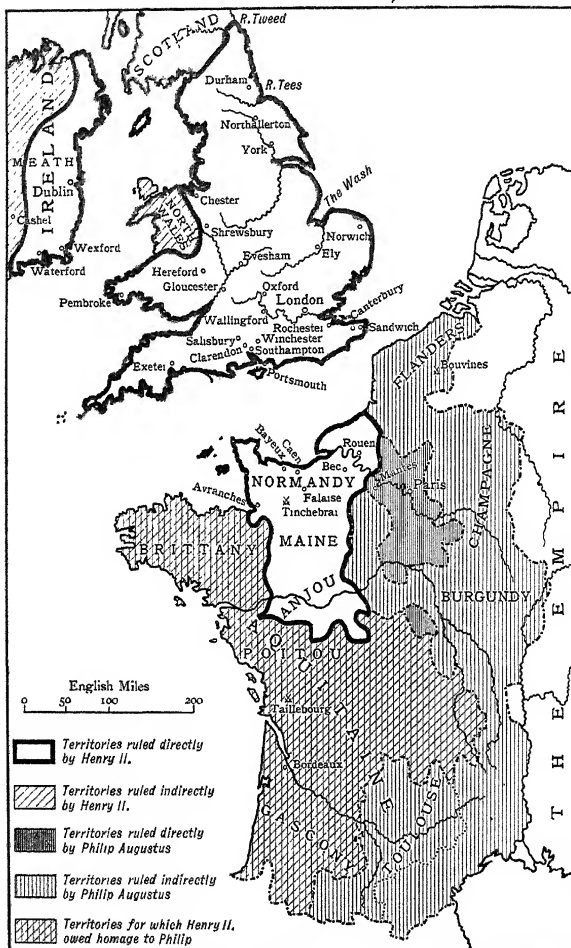 R. Tweed
SCOTLAND
Durham
R. Tees
Northallerton
York
IRELAND
MEATH
Dublin
Cashel
Wexford
Waterford
Chester
The Wash
NORTH
WALES
Shrewsbury
Norwich
Ely
Evesham
Hereford
Gloucester
Oxford
London
Pembroke
Wallingford
Canterbury
Rochester
Sandwich
Salisbury
Winchester
Clarendon
Southampton
Exeter
Portsmouth
FLANDERS
Bouvines
Rouen
Bayeux
Caen
Bec
Mantes
NORMANDY
Paris
Falaise
Avranches
Tinchebrai
CHAMPAGNE
BRITTANY
MAINE
ANJOU
BURGUNDY
POITOU
AQUITAINE
Taillebourg
Bordeaux
GASCONY
TOULOUSE
THE EMPIRE
English Miles
0 50 100 200
Territories ruled directly
by Henry II.
Territories ruled indirectly
by Henry II.
Territories ruled directly
by Philip Augustus
Territories ruled indirectly
by Philip Augustus
Territories for which Henry II.
owed homage to Philip